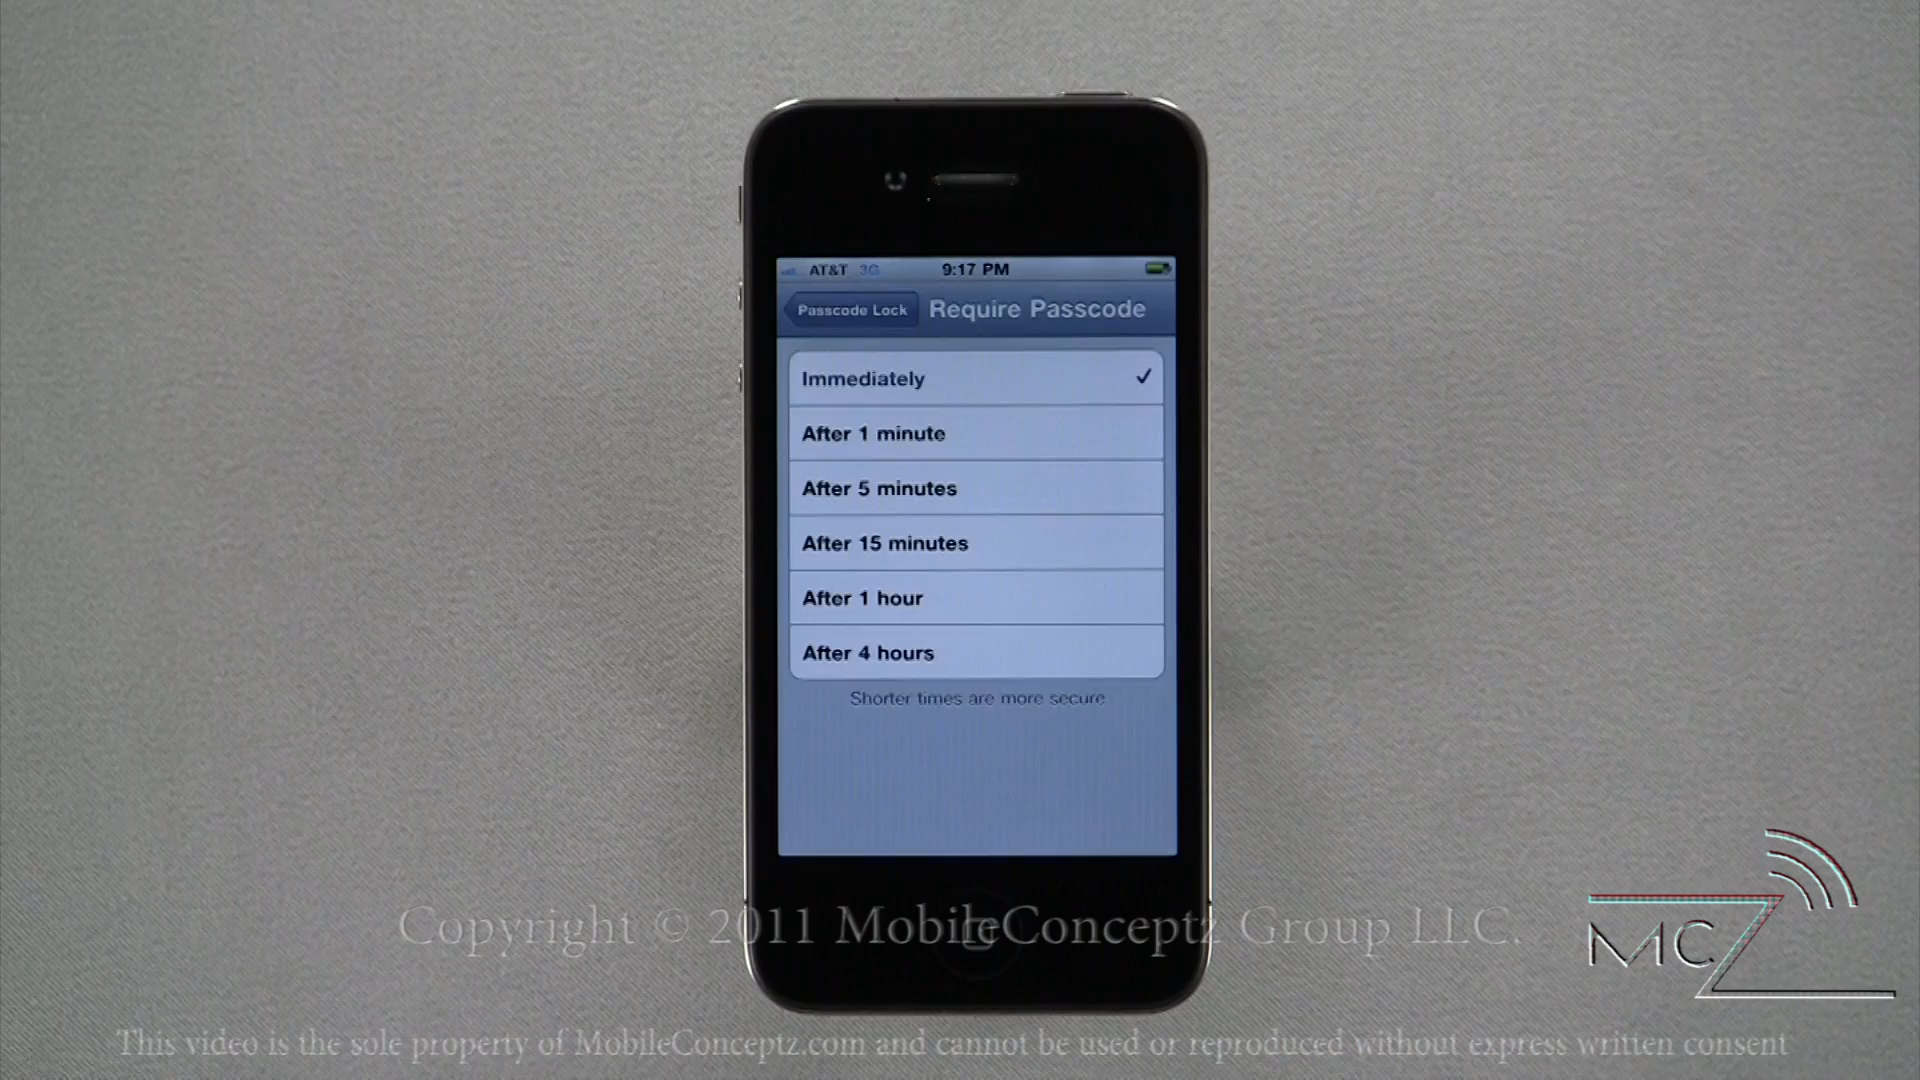 AT&T 3G 9:17 PM
Passcode Lock Require Passcode
Immediately
After 1 minute
After 5 minutes
After 15 minutes
After 1 hour
After 4 hours
Shorter times are more secure
Copyright © 2011 MobileConceptz Group LLC.
MCZ
This video is the sole property of MobileConceptz.com and cannot be used or reproduced without express written consent